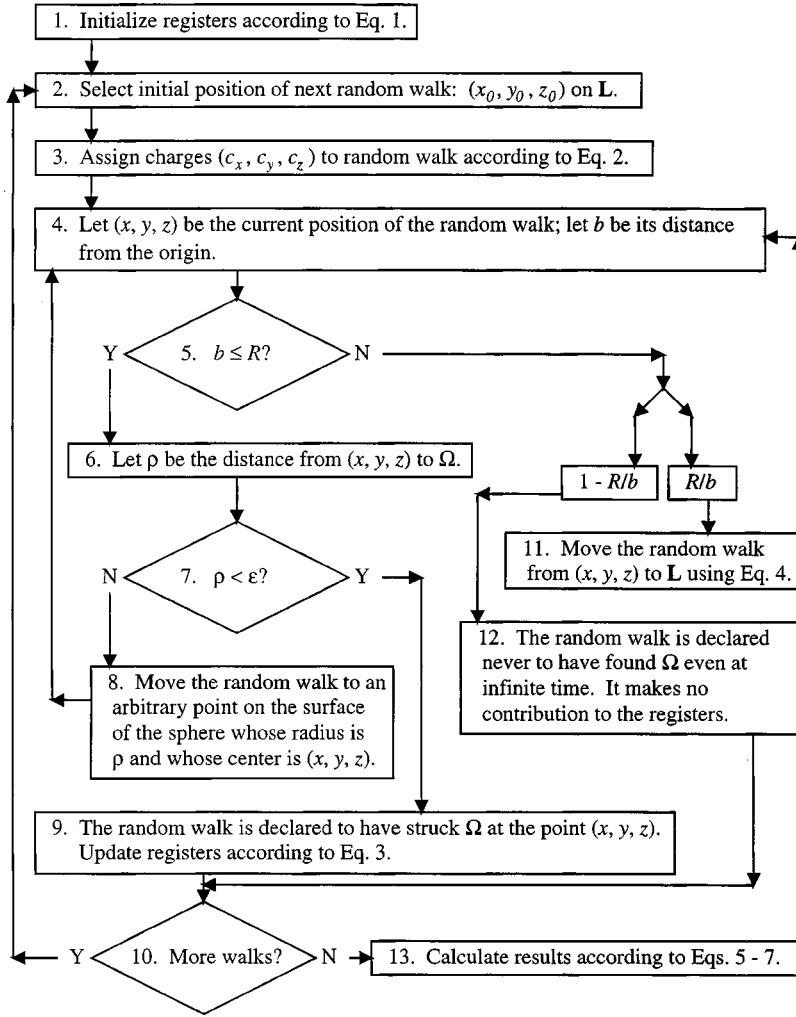 1. Initialize registers according to Eq. 1.
2. Select initial position of next random walk: (x0, y0, z0) on L.
3. Assign charges (cx, cy, cz) to random walk according to Eq. 2.
4. Let (x, y, z) be the current position of the random walk; let b be its distance
from the origin.
Y
5. b ≤ R?
N
6. Let ρ be the distance from (x, y, z) to Ω.
1 - R/b
R/b
N
7. ρ < ε?
Y
11. Move the random walk
from (x, y, z) to L using Eq. 4.
8. Move the random walk to an
arbitrary point on the surface
of the sphere whose radius is
ρ and whose center is (x, y, z).
12. The random walk is declared
never to have found Ω even at
infinite time. It makes no
contribution to the registers.
9. The random walk is declared to have struck Ω at the point (x, y, z).
Update registers according to Eq. 3.
Y
10. More walks?
N
13. Calculate results according to Eqs. 5 - 7.